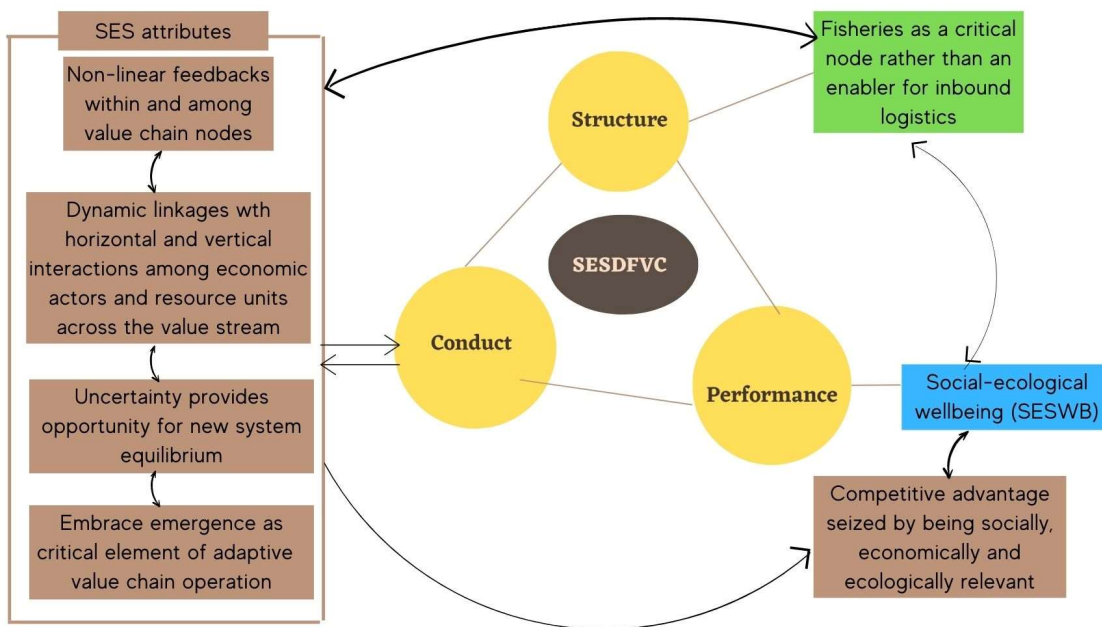 SES attributes
Non-linear feedbacks
within and among
value chain nodes
Dynamic linkages wth
horizontal and vertical
interactions among economic
actors and resource units
across the value stream
Uncertainty provides
opportunity for new system
equilibrium
Embrace emergence as
critical element of adaptive
value chain operation
Structure
SESDFVC
Conduct
Performance
Fisheries as a critical
node rather than an
enabler for inbound
logistics
Social-ecological
wellbeing (SESWB)
Competitive advantage
seized by being socially,
economically and
ecologically relevant